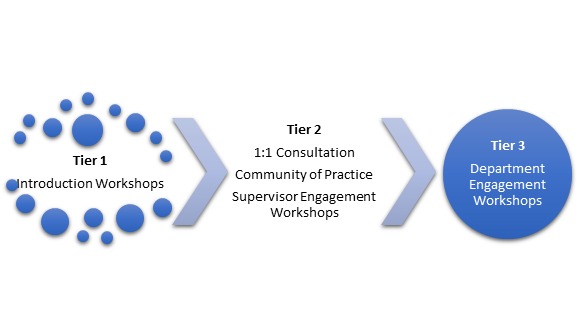 Tier 1
Introduction Workshops
Tier 2
1:1 Consultation
Community of Practice
Supervisor Engagement
Workshops
Tier 3
Department
Engagement
Workshops